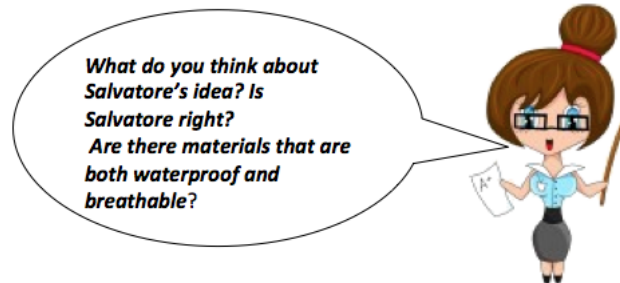 What do you think about
Salvatore's idea? Is
Salvatore right?
Are there materials that are
both waterproof and
breathable?
A+